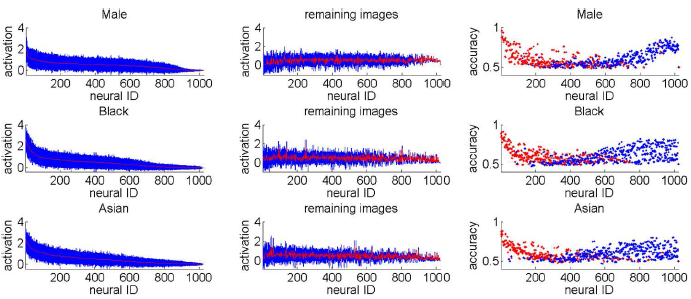 Male
remaining images
Male
4
2
0
activation
200 400 600 800 1000
neural ID
4
2
0
activation
200 400 600 800 1000
neural ID
1
0.5
accuracy
200 400 600 800 1000
neural ID
Black
remaining images
Black
4
2
0
activation
200 400 600 800 1000
neural ID
4
2
0
activation
200 400 600 800 1000
neural ID
1
0.5
accuracy
200 400 600 800 1000
neural ID
Asian
remaining images
Asian
4
2
0
activation
200 400 600 800 1000
neural ID
4
2
0
activation
200 400 600 800 1000
neural ID
1
0.5
accuracy
200 400 600 800 1000
neural ID